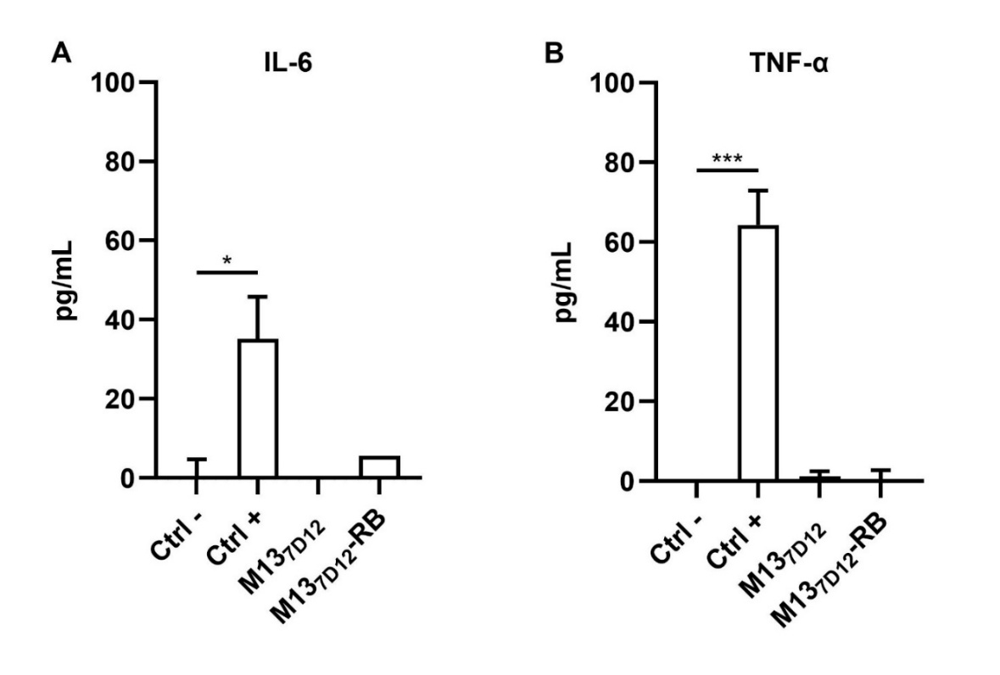 A
IL-6
100
80
60
40
20
0
pg/mL
*
Ctrl -
Ctrl +
M137D12
M137D12-RB
B
TNF-α
100
80
60
40
20
0
pg/mL
***
Ctrl -
Ctrl +
M137D12
M137D12-RB